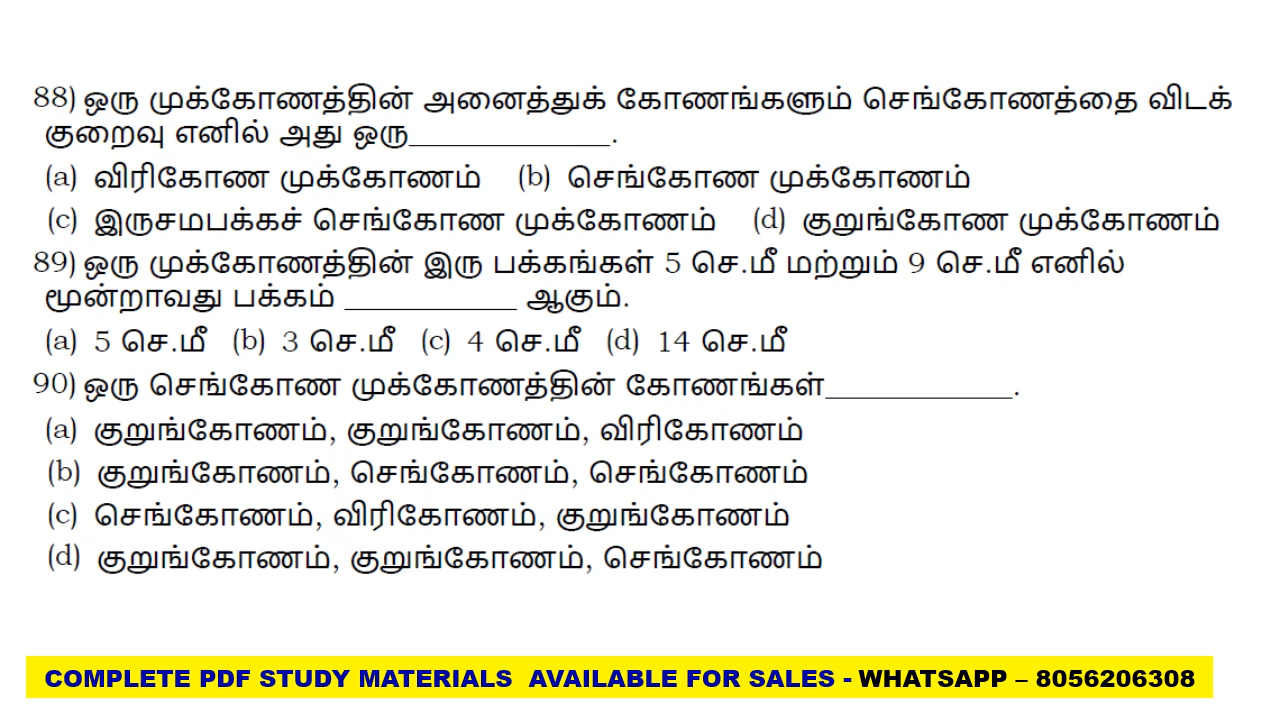 88) ஒரு முக்கோணத்தின் அனைத்துக் கோணங்களும் செங்கோணத்தை விடக்
குறைவு எனில் அது ஒரு____________.
(a) விரிகோண முக்கோணம் (b) செங்கோண முக்கோணம்
(c) இருசமபக்கச் செங்கோண முக்கோணம் (d) குறுங்கோண முக்கோணம்
89) ஒரு முக்கோணத்தின் இரு பக்கங்கள் 5 செ.மீ மற்றும் 9 செ.மீ எனில்
மூன்றாவது பக்கம் ___________ ஆகும்.
(a) 5 செ.மீ (b) 3 செ.மீ (c) 4 செ.மீ (d) 14 செ.மீ
90) ஒரு செங்கோண முக்கோணத்தின் கோணங்கள்____________.
(a) குறுங்கோணம், குறுங்கோணம், விரிகோணம்
(b) குறுங்கோணம், செங்கோணம், செங்கோணம்
(c) செங்கோணம், விரிகோணம், குறுங்கோணம்
(d) குறுங்கோணம், குறுங்கோணம், செங்கோணம்
COMPLETE PDF STUDY MATERIALS AVAILABLE FOR SALES - WHATSAPP – 8056206308